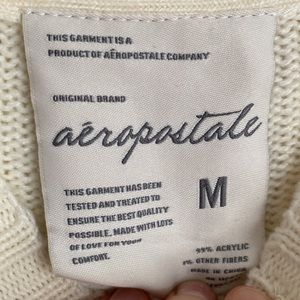 THIS GARMENT IS A
PRODUCT OF AÉROPOSTALE COMPANY
ORIGINAL BRAND
aéropostale
THIS GARMENT HAS BEEN
TESTED AND TREATED TO
ENSURE THE BEST QUALITY
POSSIBLE. MADE WITH LOTS
OF LOVE FOR YOUR
COMFORT.
M
99% ACRYLIC
1% OTHER FIBERS
MADE IN CHINA